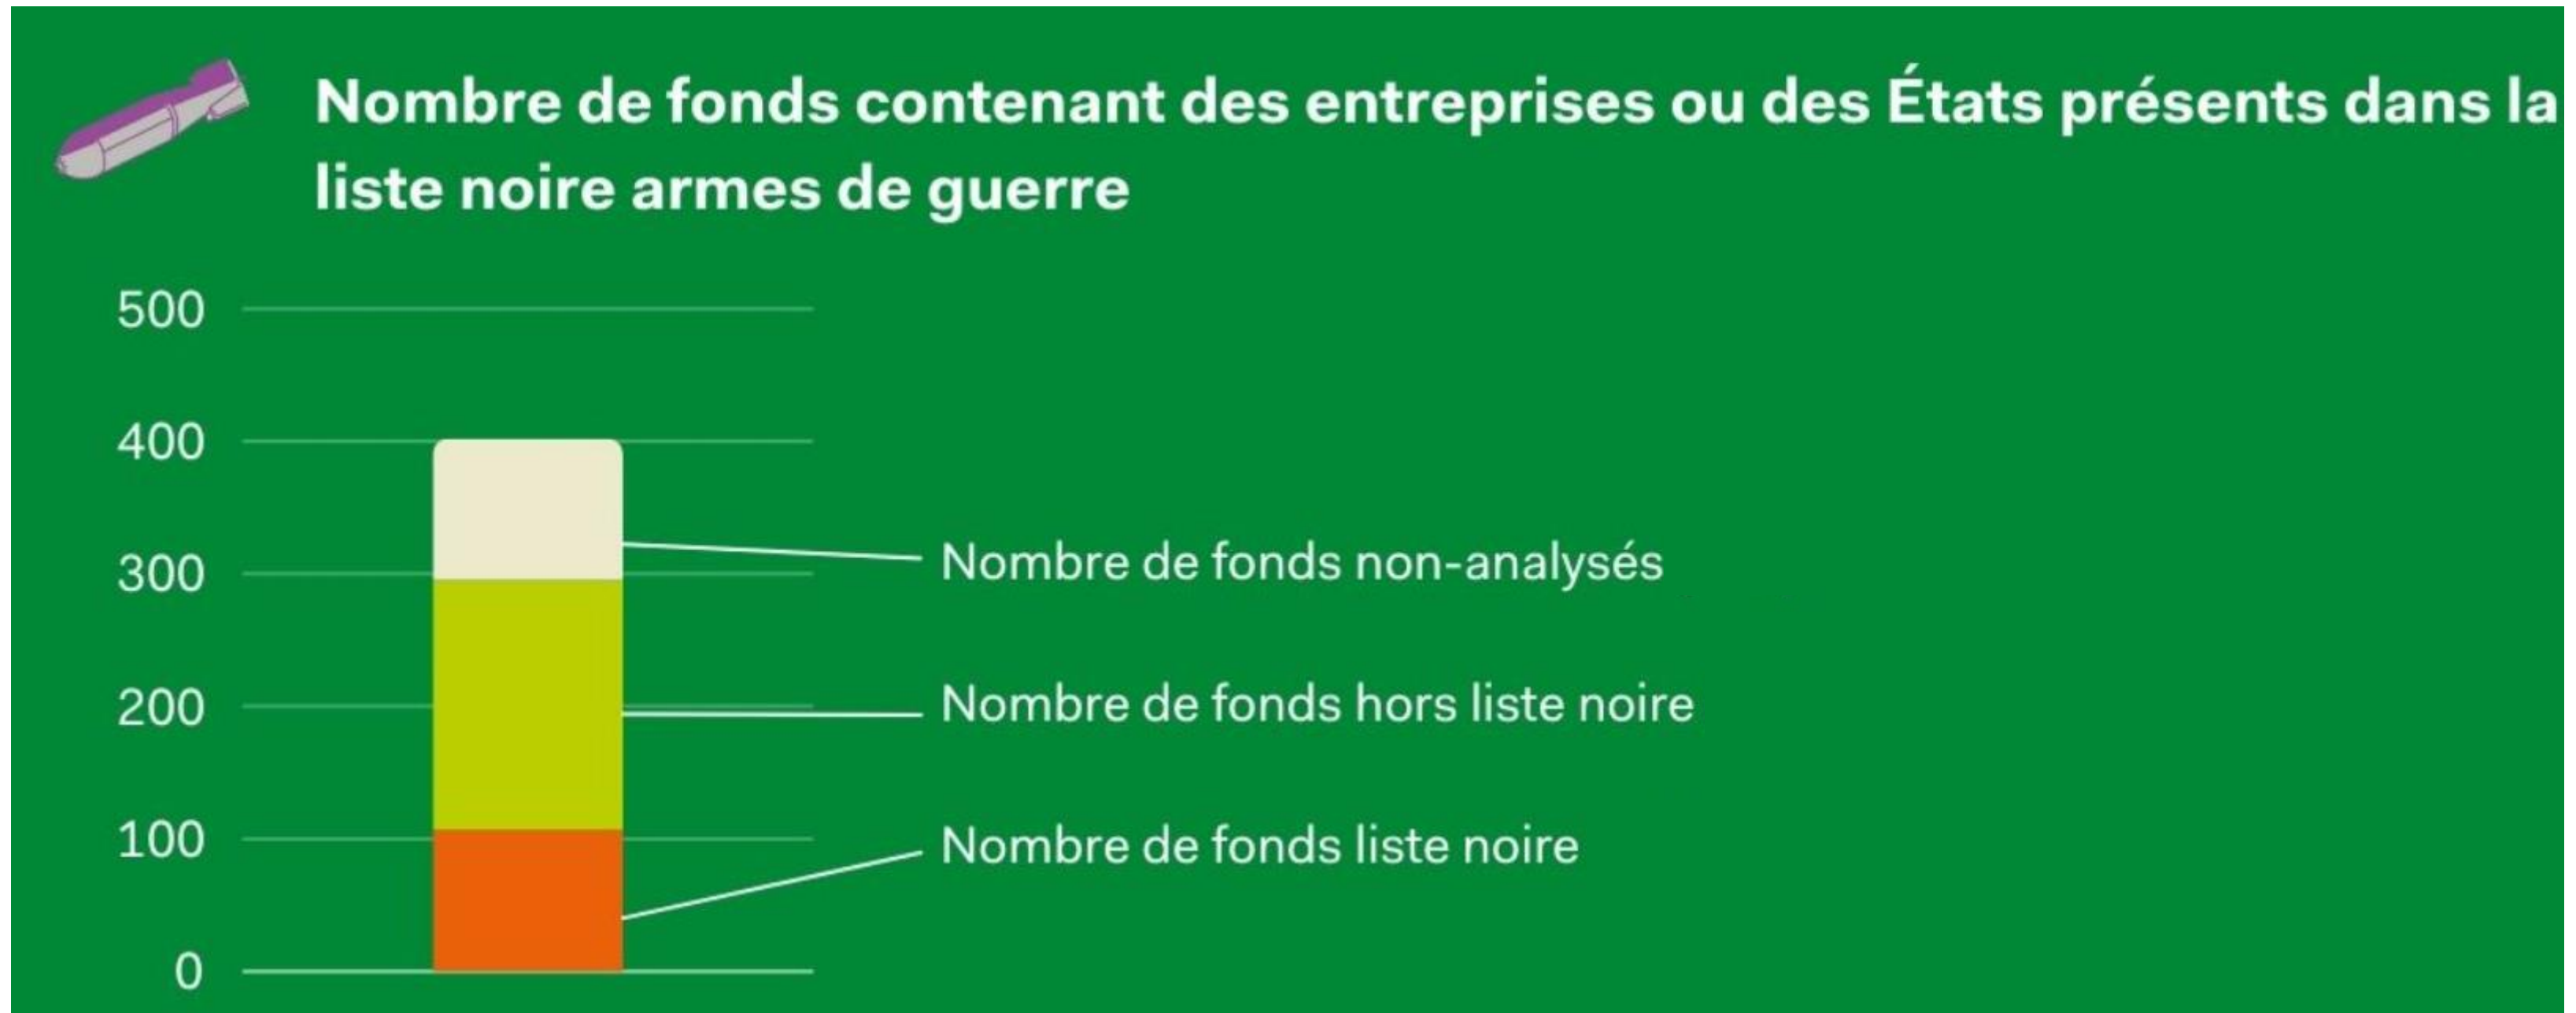 Nombre de fonds contenant des entreprises ou des États présents dans la
liste noire armes de guerre
500
400
300
200
100
0
Nombre de fonds non-analysés
Nombre de fonds hors liste noire
Nombre de fonds liste noire